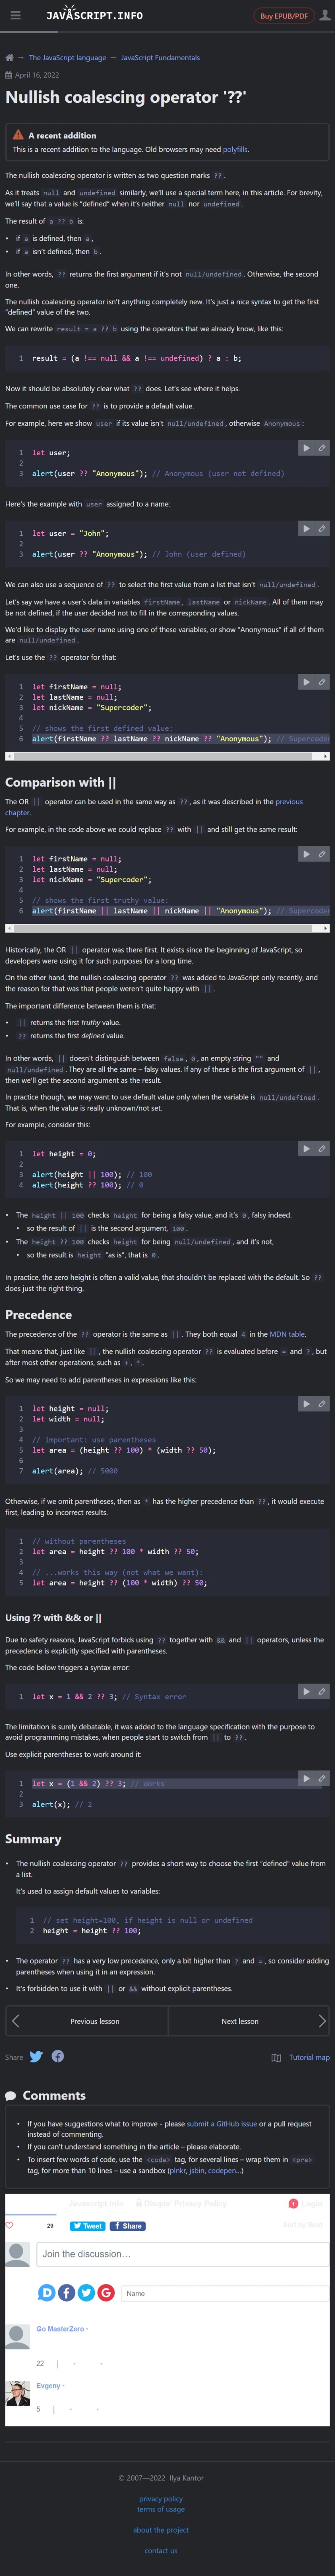 JAVASCRIPT.INFO
Buy EPUB/PDF
→ The JavaScript language → JavaScript Fundamentals
April 16, 2022
Nullish coalescing operator '??'
A recent addition
This is a recent addition to the language. Old browsers may need polyfills.
The nullish coalescing operator is written as two question marks ??.
As it treats null and undefined similarly, we'll use a special term here, in this article. For brevity,
we'll say that a value is "defined" when it's neither null nor undefined.
The result of a ?? b is:
• if a is defined, then a,
• if a isn't defined, then b.
In other words, ?? returns the first argument if it's not null/undefined. Otherwise, the second
one.
The nullish coalescing operator isn't anything completely new. It's just a nice syntax to get the first
"defined" value of the two.
We can rewrite result = a ?? b using the operators that we already know, like this:
1 result = (a !== null && a !== undefined) ? a : b;
Now it should be absolutely clear what ?? does. Let's see where it helps.
The common use case for ?? is to provide a default value.
For example, here we show user if its value isn't null/undefined, otherwise Anonymous:
1 let user;
2
3 alert(user ?? "Anonymous"); // Anonymous (user not defined)
Here's the example with user assigned to a name:
1 let user = "John";
2
3 alert(user ?? "Anonymous"); // John (user defined)
We can also use a sequence of ?? to select the first value from a list that isn't null/undefined.
Let's say we have a user's data in variables firstName, lastName or nickName. All of them may
be not defined, if the user decided not to fill in the corresponding values.
We'd like to display the user name using one of these variables, or show "Anonymous" if all of them
are null/undefined.
Let's use the ?? operator for that:
1 let firstName = null;
2 let lastName = null;
3 let nickName = "Supercoder";
4
5 // shows the first defined value:
6 alert(firstName ?? lastName ?? nickName ?? "Anonymous"); // Supercoder
Comparison with ||
The OR || operator can be used in the same way as ??, as it was described in the previous
chapter.
For example, in the code above we could replace ?? with || and still get the same result:
1 let firstName = null;
2 let lastName = null;
3 let nickName = "Supercoder";
4
5 // shows the first truthy value:
6 alert(firstName || lastName || nickName || "Anonymous"); // Supercoder
Historically, the OR || operator was there first. It exists since the beginning of JavaScript, so
developers were using it for such purposes for a long time.
On the other hand, the nullish coalescing operator ?? was added to JavaScript only recently, and
the reason for that was that people weren't quite happy with ||.
The important difference between them is that:
• || returns the first truthy value.
• ?? returns the first defined value.
In other words, || doesn't distinguish between false, 0, an empty string "" and
null/undefined. They are all the same – falsy values. If any of these is the first argument of ||,
then we'll get the second argument as the result.
In practice though, we may want to use default value only when the variable is null/undefined.
That is, when the value is really unknown/not set.
For example, consider this:
1 let height = 0;
2
3 alert(height || 100); // 100
4 alert(height ?? 100); // 0
• The height || 100 checks height for being a falsy value, and it's 0, falsy indeed.
• so the result of || is the second argument, 100.
• The height ?? 100 checks height for being null/undefined, and it's not,
• so the result is height "as is", that is 0.
In practice, the zero height is often a valid value, that shouldn't be replaced with the default. So ??
does just the right thing.
Precedence
The precedence of the ?? operator is the same as ||. They both equal 4 in the MDN table.
That means that, just like ||, the nullish coalescing operator ?? is evaluated before = and ?, but
after most other operations, such as +, *.
So we may need to add parentheses in expressions like this:
1 let height = null;
2 let width = null;
3
4 // important: use parentheses
5 let area = (height ?? 100) * (width ?? 50);
6
7 alert(area); // 5000
Otherwise, if we omit parentheses, then as * has the higher precedence than ??, it would execute
first, leading to incorrect results.
1 // without parentheses
2 let area = height ?? 100 * width ?? 50;
3
4 // ...works this way (not what we want):
5 let area = height ?? (100 * width) ?? 50;
Using ?? with && or ||
Due to safety reasons, JavaScript forbids using ?? together with && and || operators, unless the
precedence is explicitly specified with parentheses.
The code below triggers a syntax error:
1 let x = 1 && 2 ?? 3; // Syntax error
The limitation is surely debatable, it was added to the language specification with the purpose to
avoid programming mistakes, when people start to switch from || to ??.
Use explicit parentheses to work around it:
1 let x = (1 && 2) ?? 3; // Works
2
3 alert(x); // 2
Summary
• The nullish coalescing operator ?? provides a short way to choose the first "defined" value from
a list.
It's used to assign default values to variables:
1 // set height=100, if height is null or undefined
2 height = height ?? 100;
• The operator ?? has a very low precedence, only a bit higher than ? and =, so consider adding
parentheses when using it in an expression.
• It's forbidden to use it with || or && without explicit parentheses.
Previous lesson
Next lesson
Share
Tutorial map
Comments
• If you have suggestions what to improve - please submit a GitHub issue or a pull request
instead of commenting.
• If you can't understand something in the article – please elaborate.
• To insert few words of code, use the <code> tag, for several lines – wrap them in <pre>
tag, for more than 10 lines – use a sandbox (plnkr, jsbin, codepen...)
Javascript.info
Disqus' Privacy Policy
1
Login
29
Tweet
Share
Sort by Best
Join the discussion…
Name
Go MasterZero •
22
Evgeny •
5
© 2007—2022 Ilya Kantor
privacy policy
terms of usage
about the project
contact us